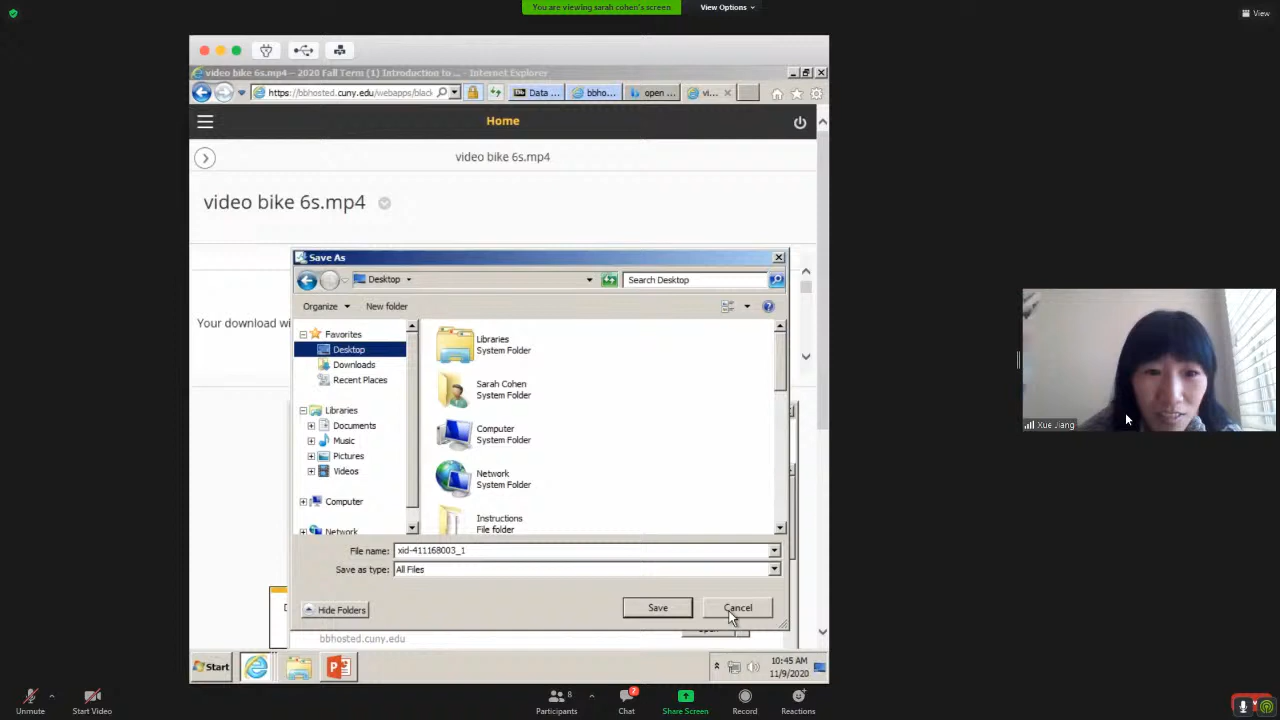 You are viewing sarah cohen's screen
View Options
View
video bike 6s.mp4 – 2020 Fall Term (1) Introduction to ... - Internet Explorer
https://bbhosted.cuny.edu/webapps/black
Data ...
bbho...
open ...
vi...
Home
video bike 6s.mp4
video bike 6s.mp4
Save As
Desktop
Search Desktop
Organize
New folder
Your download wi
Favorites
Desktop
Downloads
Recent Places
Libraries
Documents
Music
Pictures
Videos
Computer
Network
Libraries
System Folder
Sarah Cohen
System Folder
Computer
System Folder
Network
System Folder
Instructions
File folder
File name:
xid-411168003_1
Save as type:
All Files
Hide Folders
Save
Cancel
bbhosted.cuny.edu
Start
10:45 AM
11/9/2020
Xue Jiang
Unmute
Start Video
Participants
8
Chat
7
Share Screen
Record
Reactions